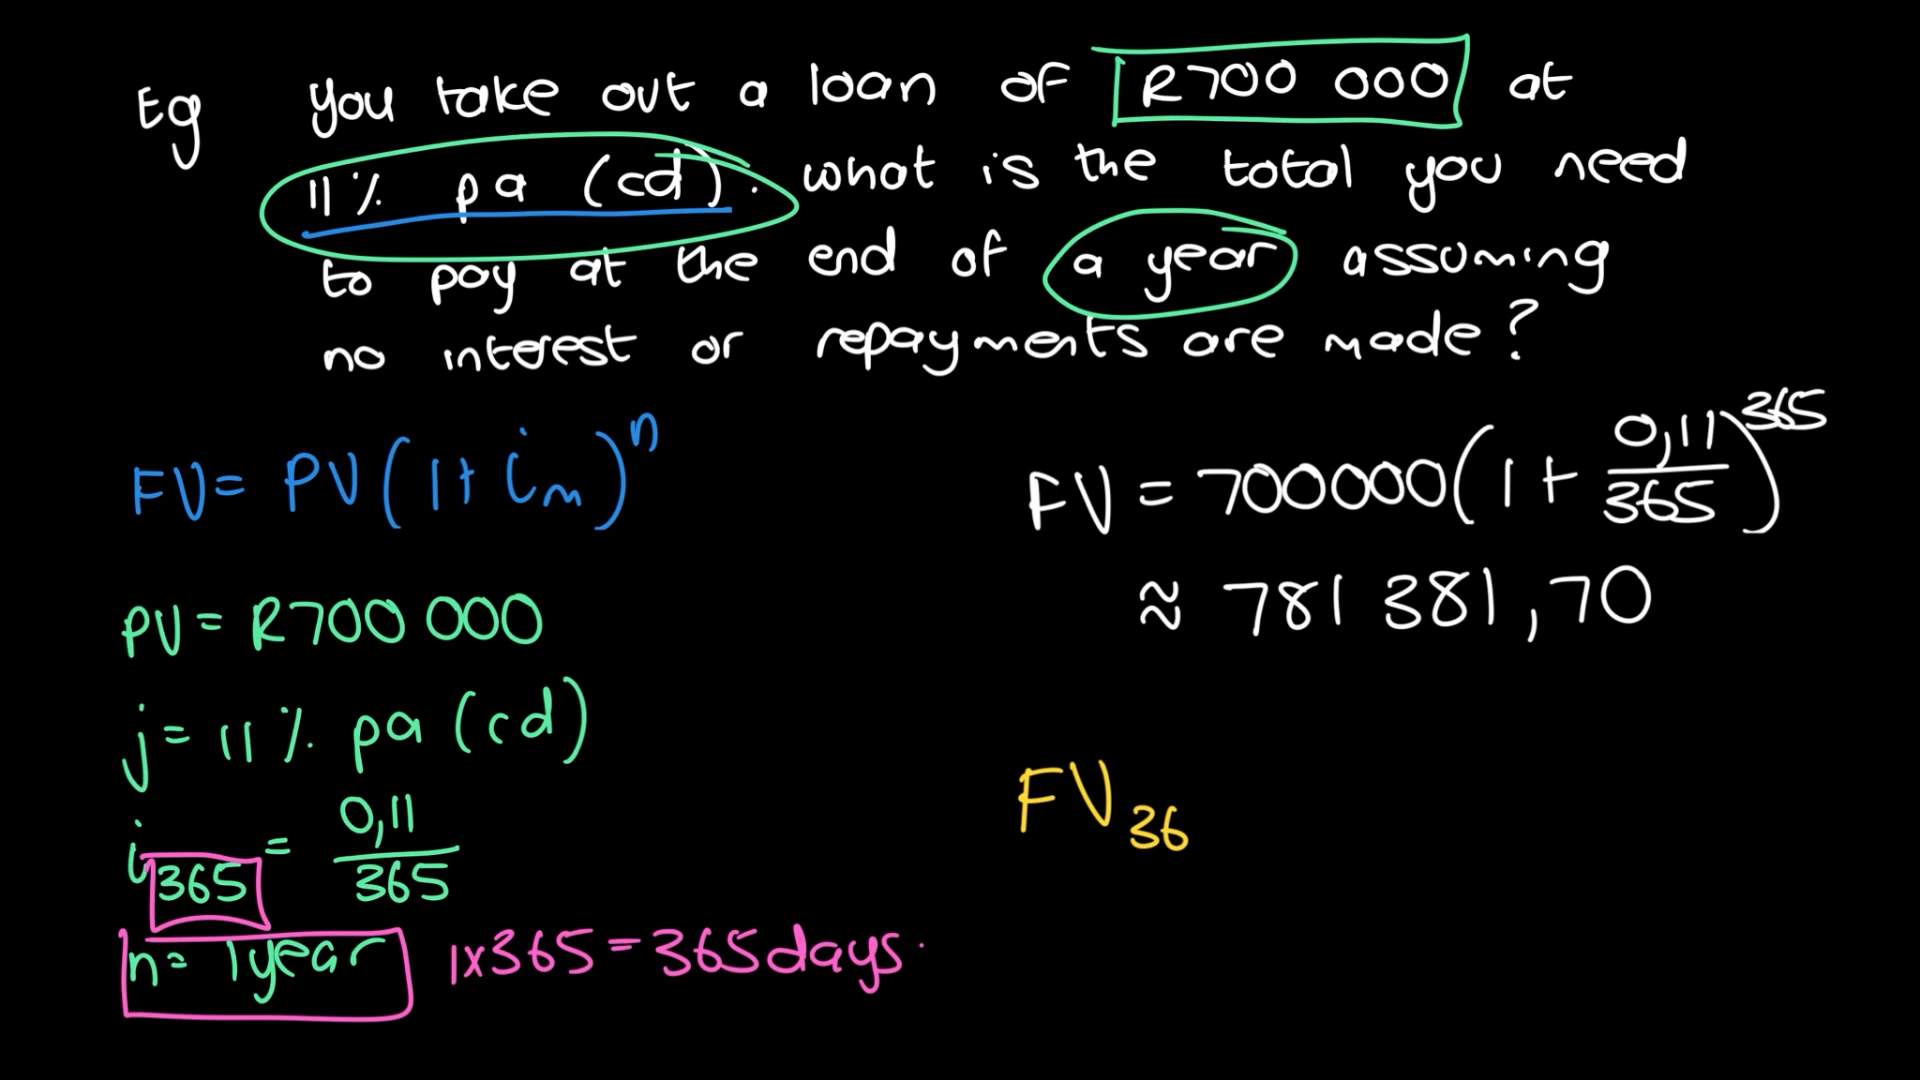 Eg you take out a loan of R700 000 at
11% pa (cd). what is the total you need
to pay at the end of a year assuming
no interest or repayments are made?
FV = PV(1 + i_m)^n
PV = R700 000
j = 11% pa (cd)
i_365 = 0,11/365
n = 1 year 1x365 = 365 days.
FV = 700000(1 + 0,11/365)^365
≈ 781 381,70
FV_36